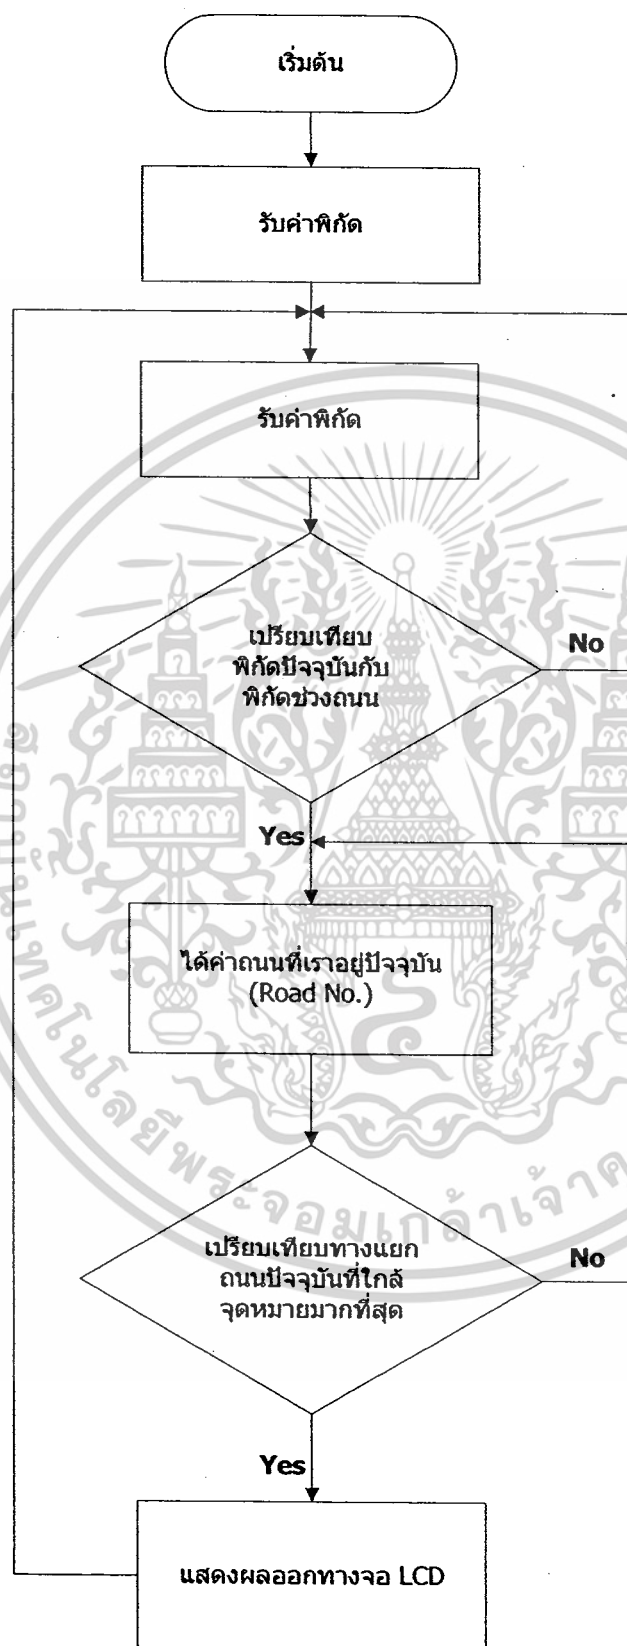 เริ่มต้น
รับค่าพิกัด
รับค่าพิกัด
เปรียบเทียบ
พิกัดปัจจุบันกับ
พิกัดช่วงถนน
No
Yes
ได้ค่าถนนที่เราอยู่ปัจจุบัน
(Road No.)
เปรียบเทียบทางแยก
ถนนปัจจุบันที่ใกล้
จุดหมายมากที่สุด
No
Yes
แสดงผลออกทางจอ LCD